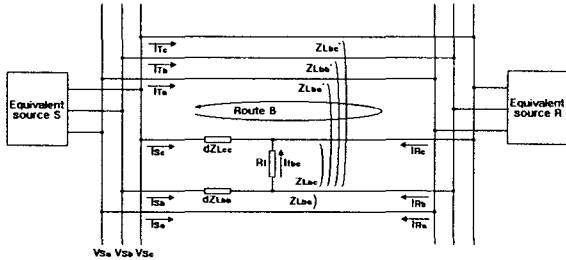 ITc
ZLbc'
ITb
ZLbb'
ITa
ZLba'
Equivalent
source S
Route B
Equivalent
source R
ISc
dZLcc
Rf
Ifbc
IRc
ZLbc
ISb
dZLbb
ZLba
IRb
ISa
IRa
VSa VSb VSc